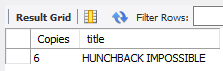 Result Grid Filter Rows:
Copies title
6 HUNCHBACK IMPOSSIBLE